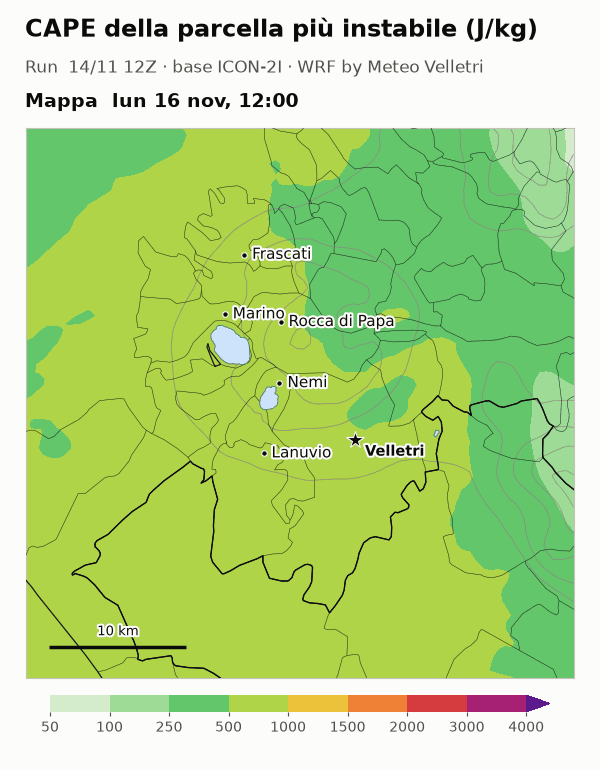 CAPE della parcella più instabile (J/kg)
Run  14/11 12Z · base ICON-2I · WRF by Meteo Velletri
Mappa  lun 16 nov, 12:00
Frascati
Marino
Rocca di Papa
Nemi
Velletri
Lanuvio
10 km
50 100 250 500 1000 1500 2000 3000 4000